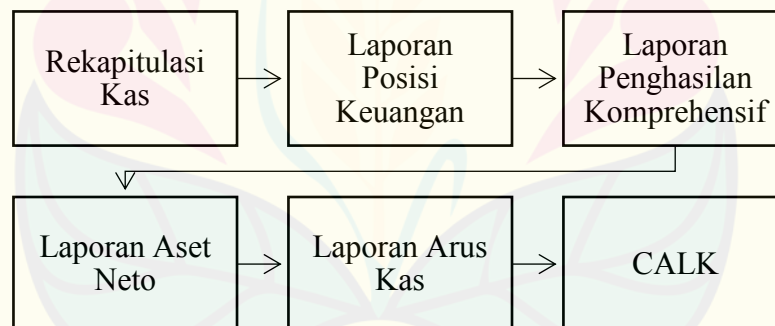 Rekapitulasi
Kas
Laporan
Posisi
Keuangan
Laporan
Penghasilan
Komprehensif
Laporan Aset
Neto
Laporan Arus
Kas
CALK